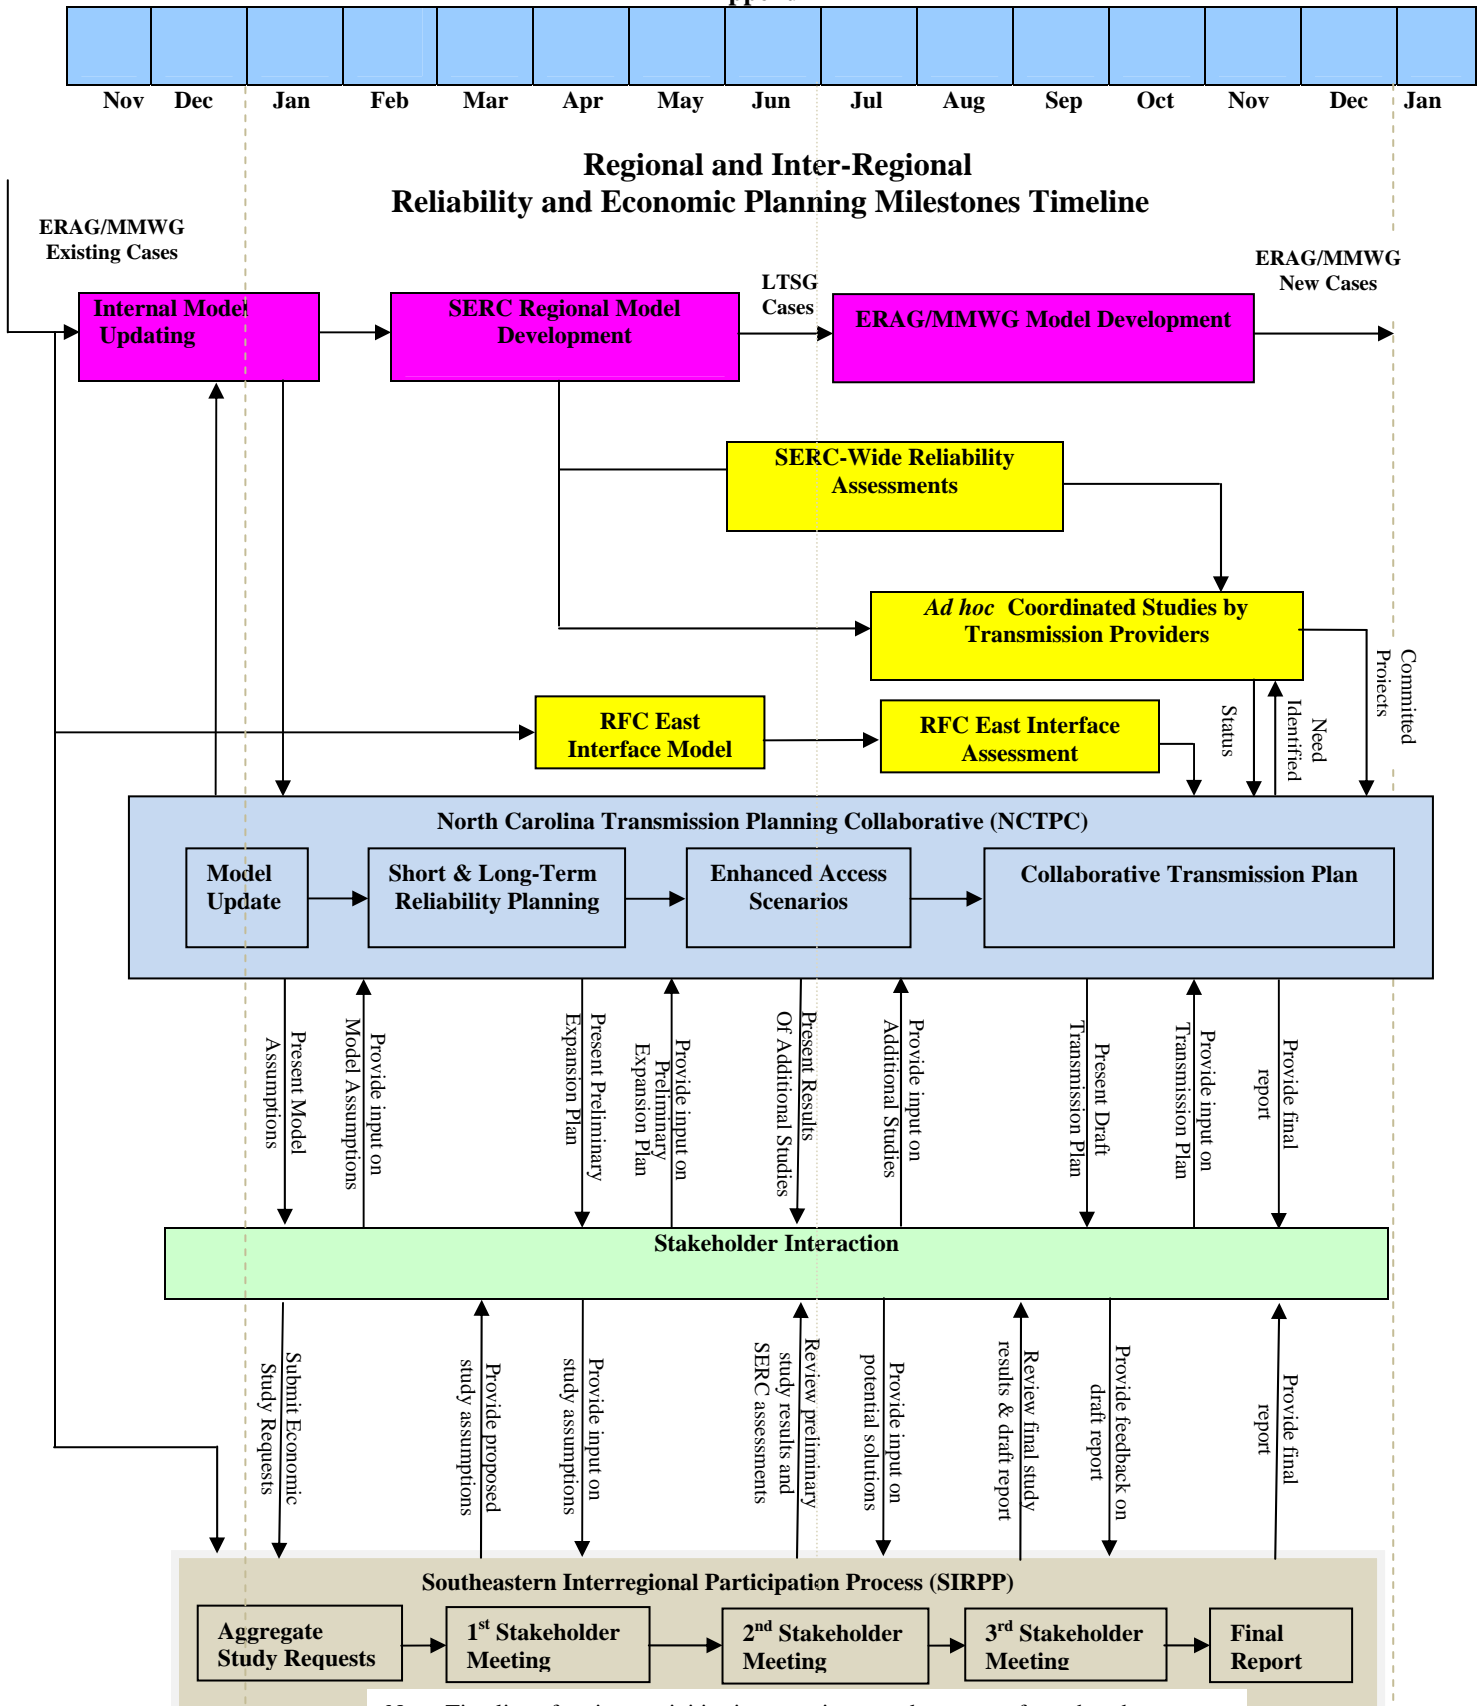 Nov Dec Jan Feb Mar Apr May Jun Jul Aug Sep Oct Nov Dec Jan
Regional and Inter-Regional
Reliability and Economic Planning Milestones Timeline
ERAG/MMWG
Existing Cases
ERAG/MMWG
New Cases
Internal Model
Updating
SERC Regional Model
Development
LTSG
Cases
ERAG/MMWG Model Development
SERC-Wide Reliability
Assessments
Ad hoc Coordinated Studies by
Transmission Providers
RFC East
Interface Model
RFC East Interface
Assessment
Status
Need
Identified
Committed
Projects
North Carolina Transmission Planning Collaborative (NCTPC)
Model
Update
Short & Long-Term
Reliability Planning
Enhanced Access
Scenarios
Collaborative Transmission Plan
Present Model
Assumptions
Provide input on
Model Assumptions
Present Preliminary
Expansion Plan
Provide input on
Preliminary
Expansion Plan
Present Results
Of Additional Studies
Provide input on
Additional Studies
Present Draft
Transmission Plan
Provide input on
Transmission Plan
Provide final
report
Stakeholder Interaction
Submit Economic
Study Requests
Provide proposed
study assumptions
Provide input on
study assumptions
Review preliminary
study results and
SERC assessments
Provide input on
potential solutions
Review final study
results & draft report
Provide feedback on
draft report
Provide final
report
Southeastern Interregional Participation Process (SIRPP)
Aggregate
Study Requests
1st Stakeholder
Meeting
2nd Stakeholder
Meeting
3rd Stakeholder
Meeting
Final
Report